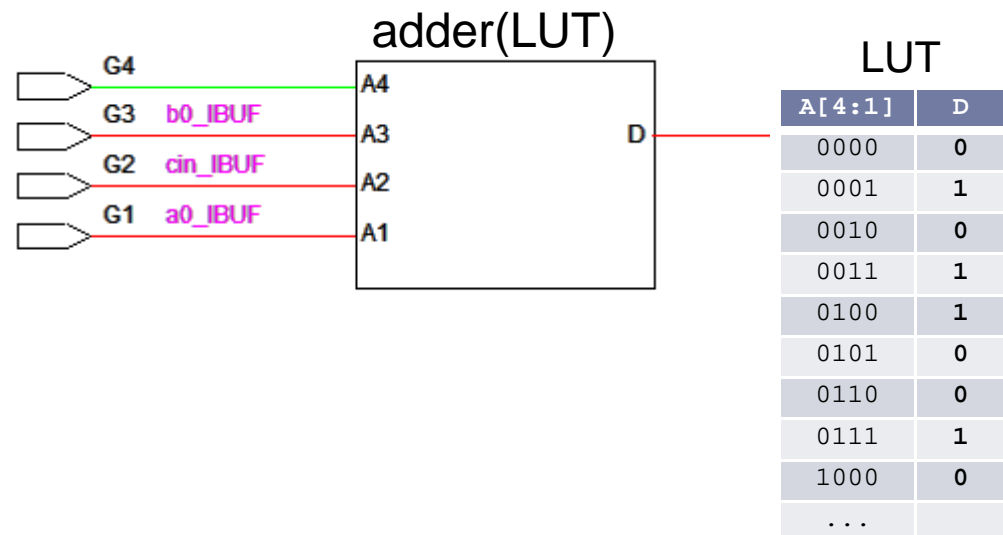 adder(LUT)
G4
A4
G3 b0_IBUF
A3
D
G2 cin_IBUF
A2
G1 a0_IBUF
A1
LUT
A[4:1] D
0000 0
0001 1
0010 0
0011 1
0100 1
0101 0
0110 0
0111 1
1000 0
...